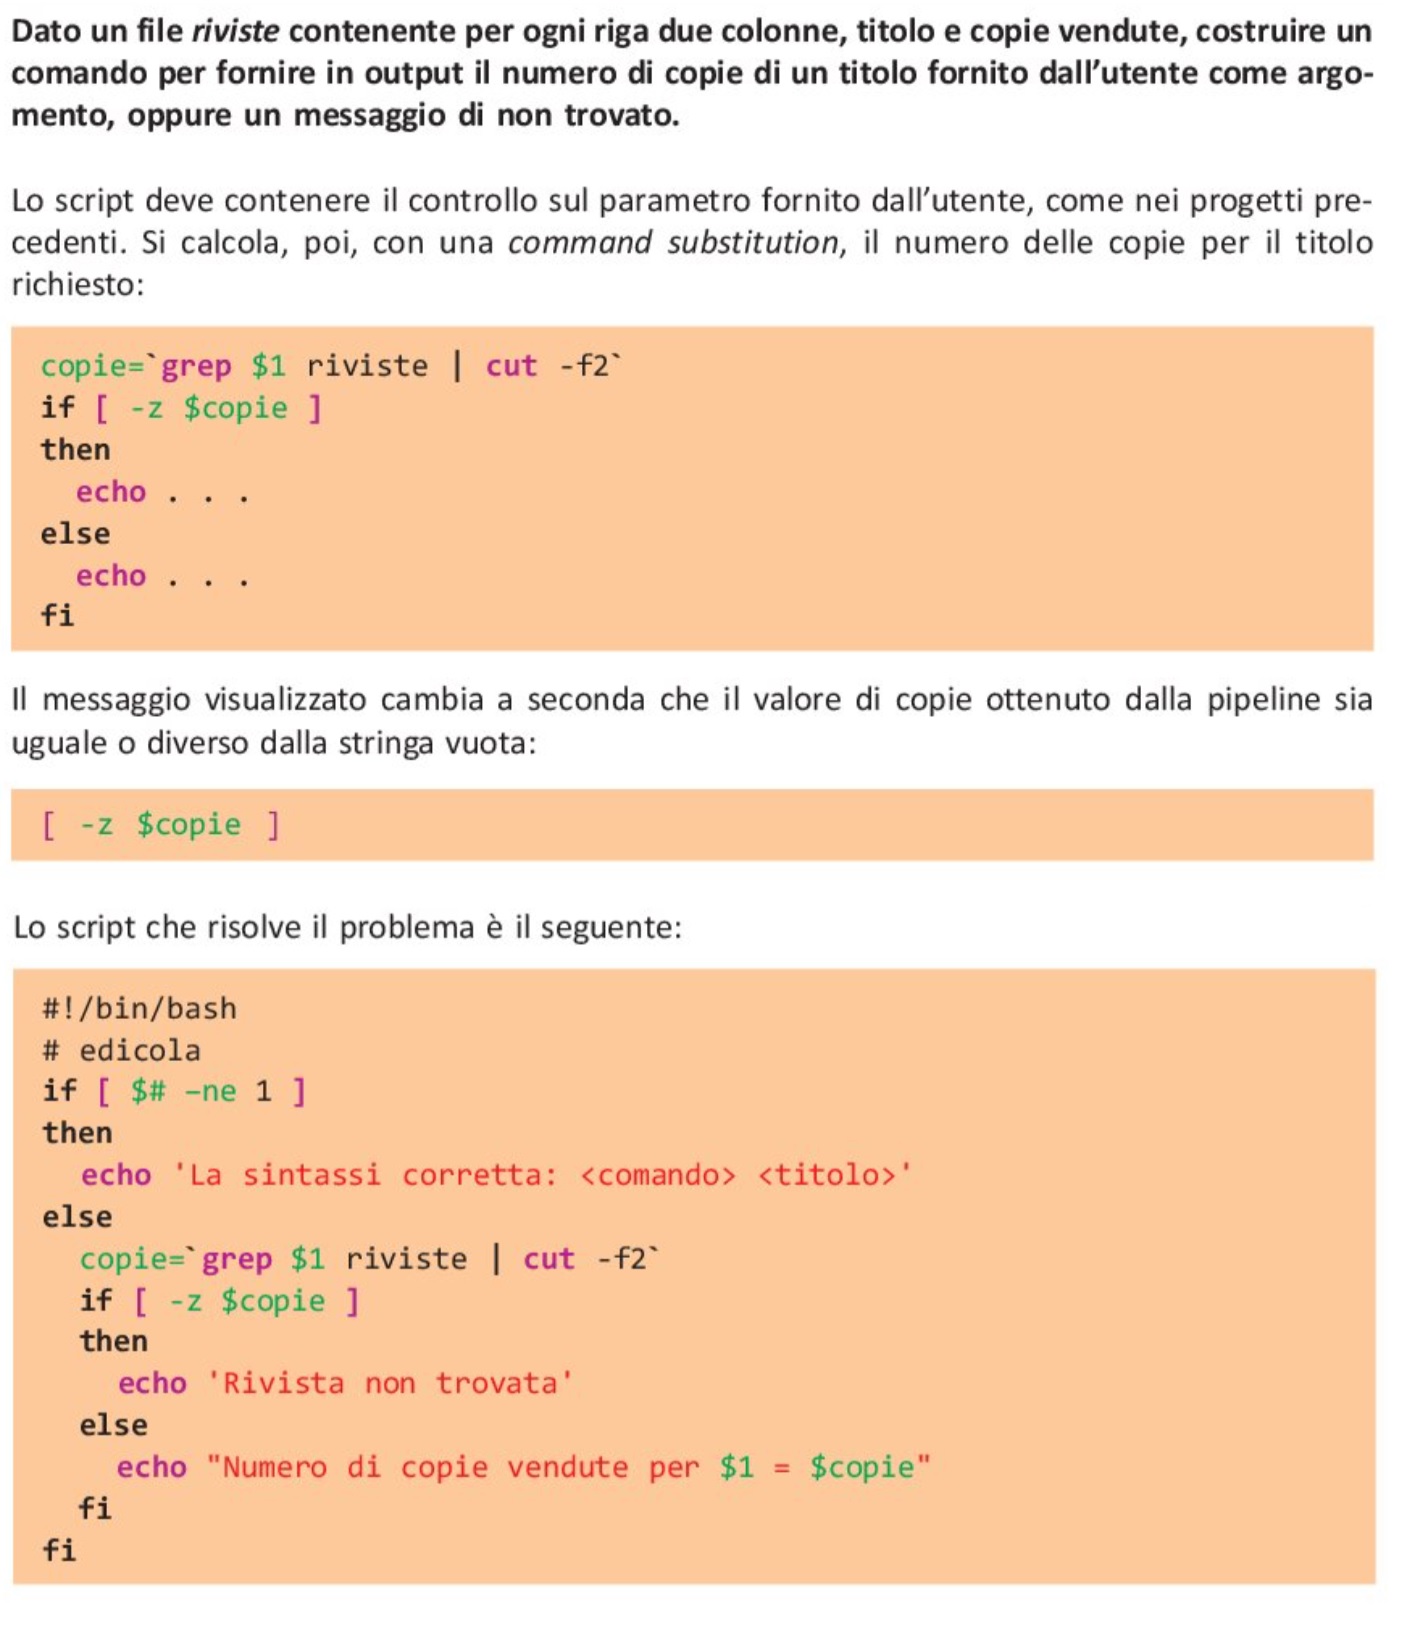 Dato un file riviste contenente per ogni riga due colonne, titolo e copie vendute, costruire un
comando per fornire in output il numero di copie di un titolo fornito dall'utente come argo-
mento, oppure un messaggio di non trovato.
Lo script deve contenere il controllo sul parametro fornito dall'utente, come nei progetti pre-
cedenti. Si calcola, poi, con una command substitution, il numero delle copie per il titolo
richiesto:
copie=`grep $1 riviste | cut -f2`
if [ -z $copie ]
then
  echo . . .
else
  echo . . .
fi
Il messaggio visualizzato cambia a seconda che il valore di copie ottenuto dalla pipeline sia
uguale o diverso dalla stringa vuota:
[ -z $copie ]
Lo script che risolve il problema è il seguente:
#!/bin/bash
# edicola
if [ $# –ne 1 ]
then
  echo 'La sintassi corretta: <comando> <titolo>'
else
  copie=`grep $1 riviste | cut -f2`
  if [ -z $copie ]
  then
    echo 'Rivista non trovata'
  else
    echo "Numero di copie vendute per $1 = $copie"
  fi
fi